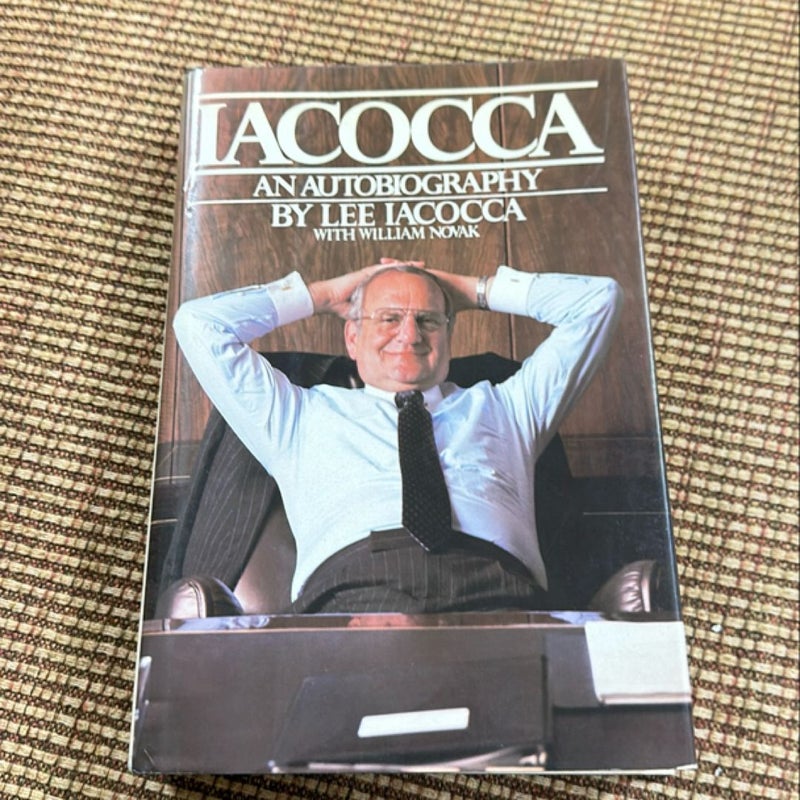 IACOCCA
AN AUTOBIOGRAPHY
BY LEE IACOCCA
WITH WILLIAM NOVAK